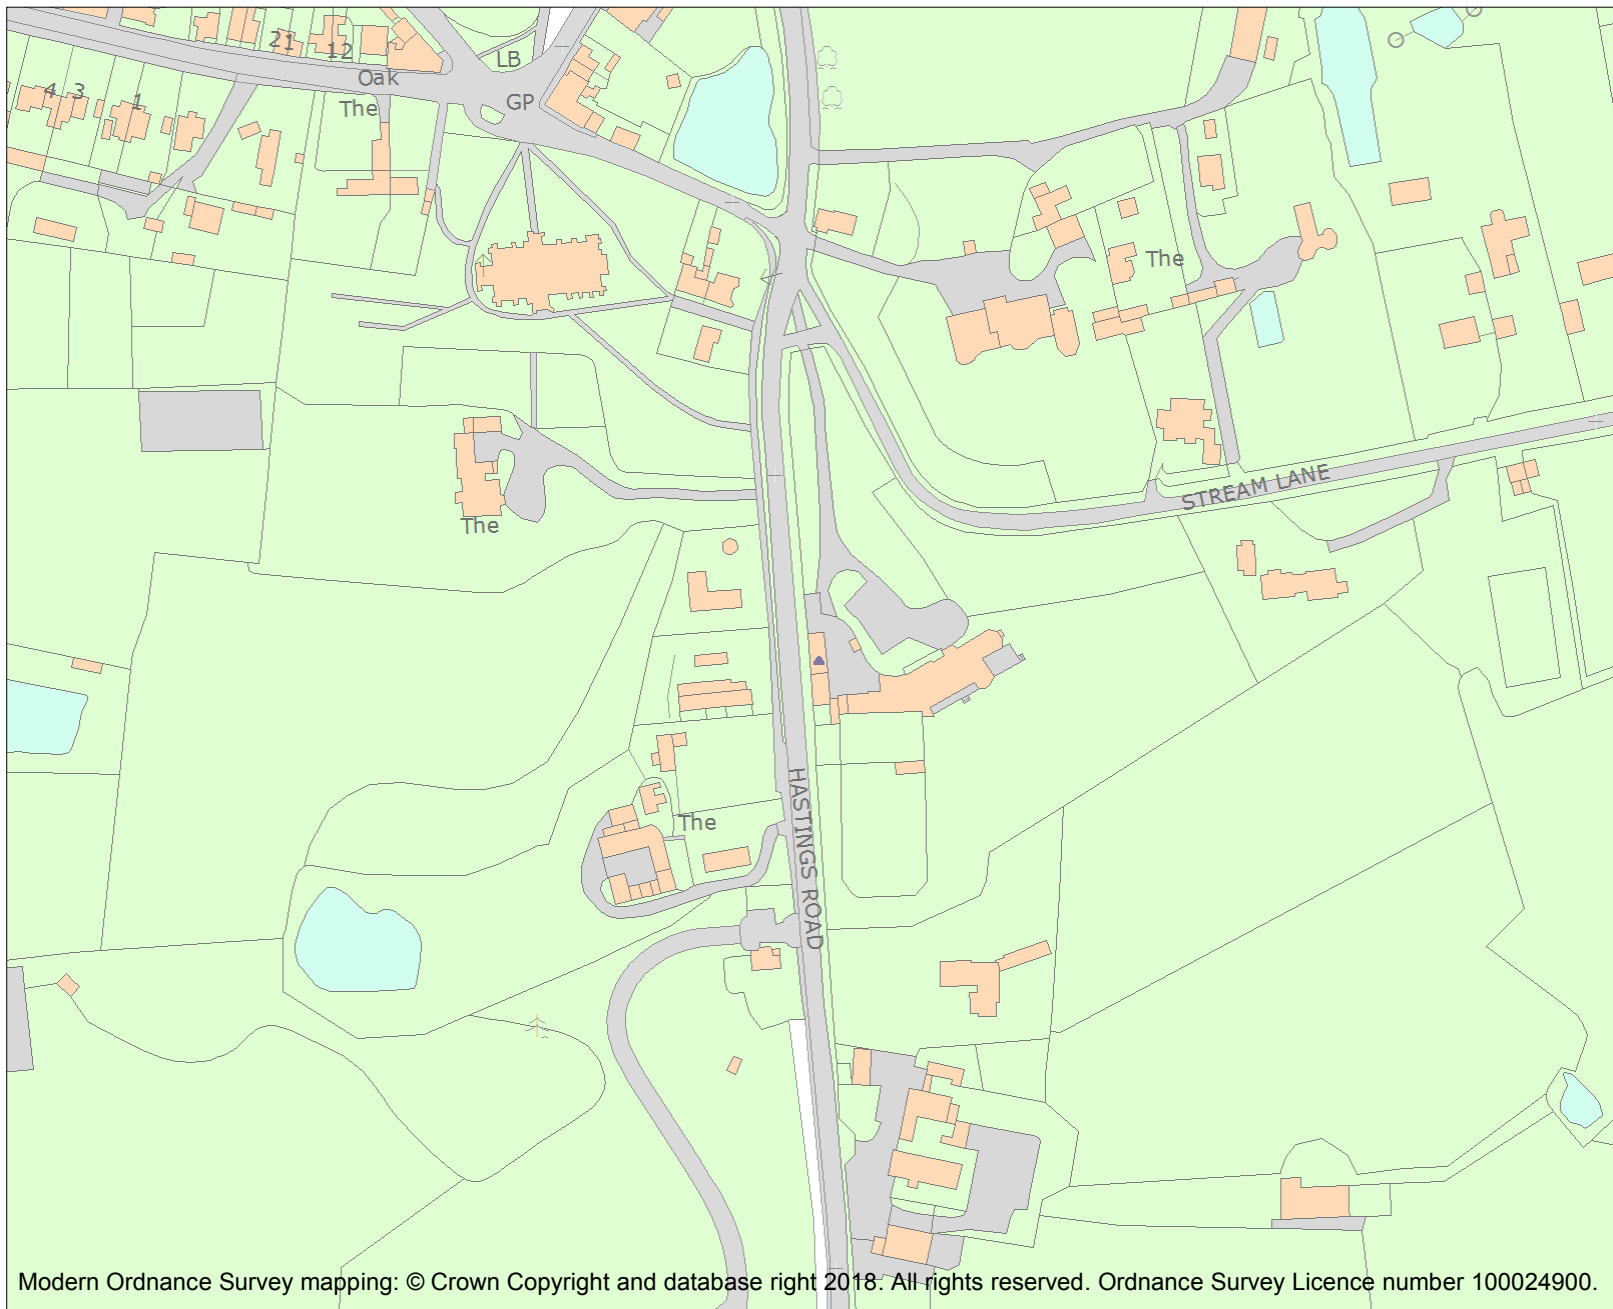 21
12
LB
Oak
4
3
1
The
GP
The
STREAM LANE
The
HASTINGS ROAD
The
Modern Ordnance Survey mapping: © Crown Copyright and database right 2018. All rights reserved. Ordnance Survey Licence number 100024900.